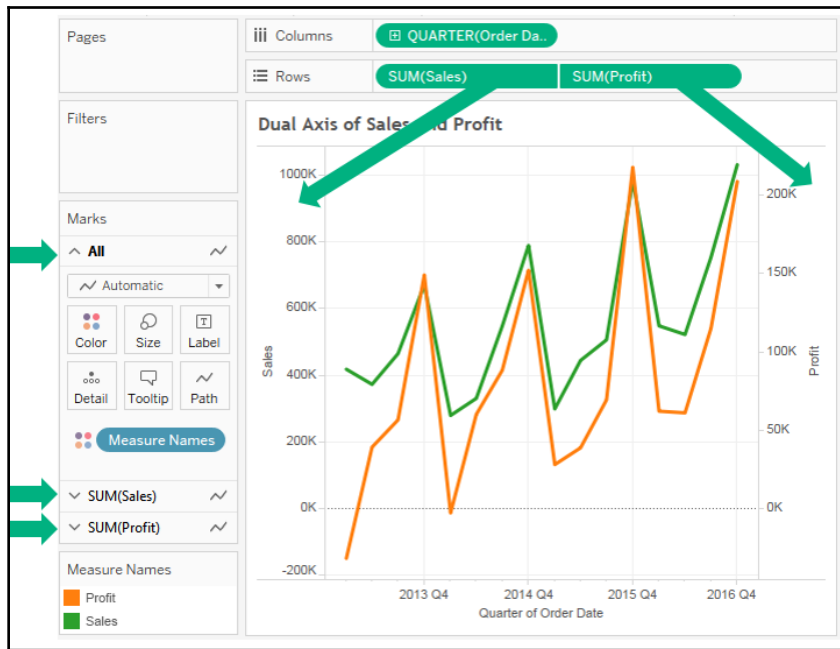 Pages
Columns
QUARTER(Order Da..
Rows
SUM(Sales)
SUM(Profit)
Filters
Dual Axis of Sales and Profit
Marks
All
Automatic
Color
Size
Label
Detail
Tooltip
Path
Measure Names
SUM(Sales)
SUM(Profit)
Measure Names
Profit
Sales
1000K
800K
600K
400K
200K
0K
-200K
Sales
200K
150K
100K
50K
0K
Profit
2013 Q4
2014 Q4
2015 Q4
2016 Q4
Quarter of Order Date